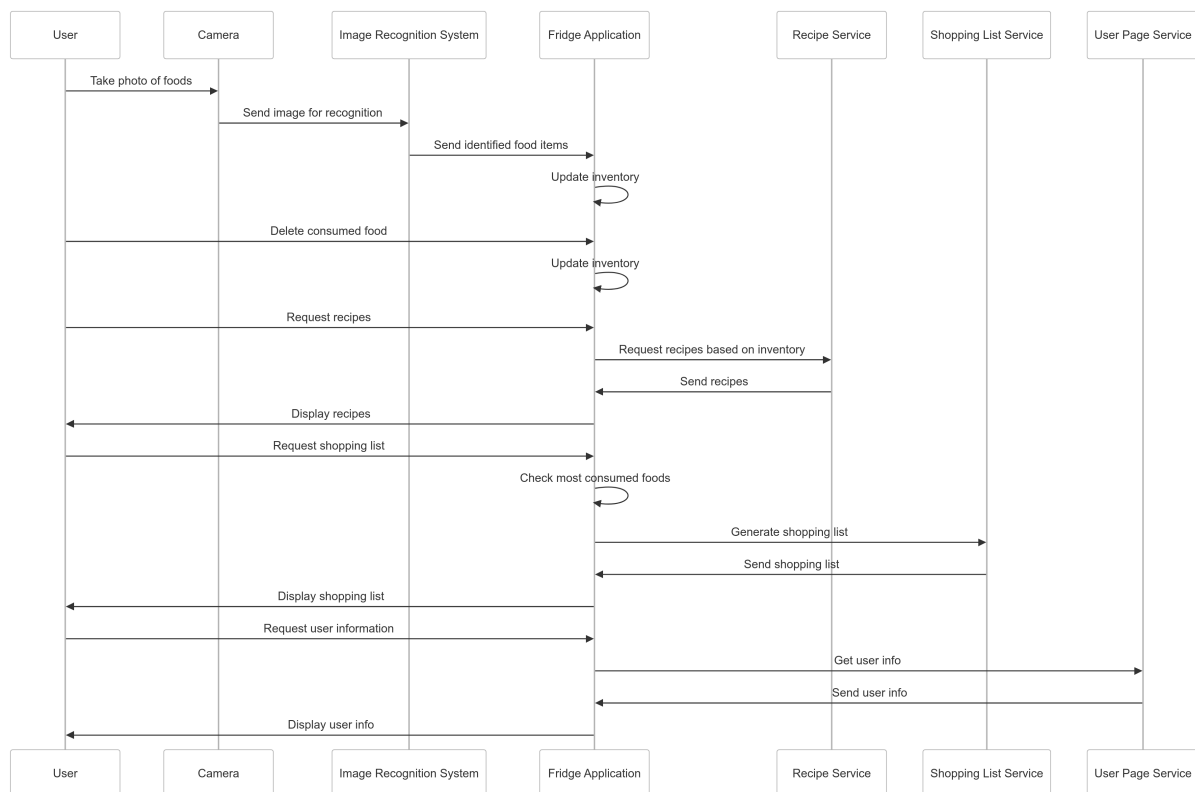 User
Camera
Image Recognition System
Fridge Application
Recipe Service
Shopping List Service
User Page Service
Take photo of foods
Send image for recognition
Send identified food items
Update inventory
Delete consumed food
Update inventory
Request recipes
Request recipes based on inventory
Send recipes
Display recipes
Request shopping list
Check most consumed foods
Generate shopping list
Send shopping list
Display shopping list
Request user information
Get user info
Send user info
Display user info
User
Camera
Image Recognition System
Fridge Application
Recipe Service
Shopping List Service
User Page Service